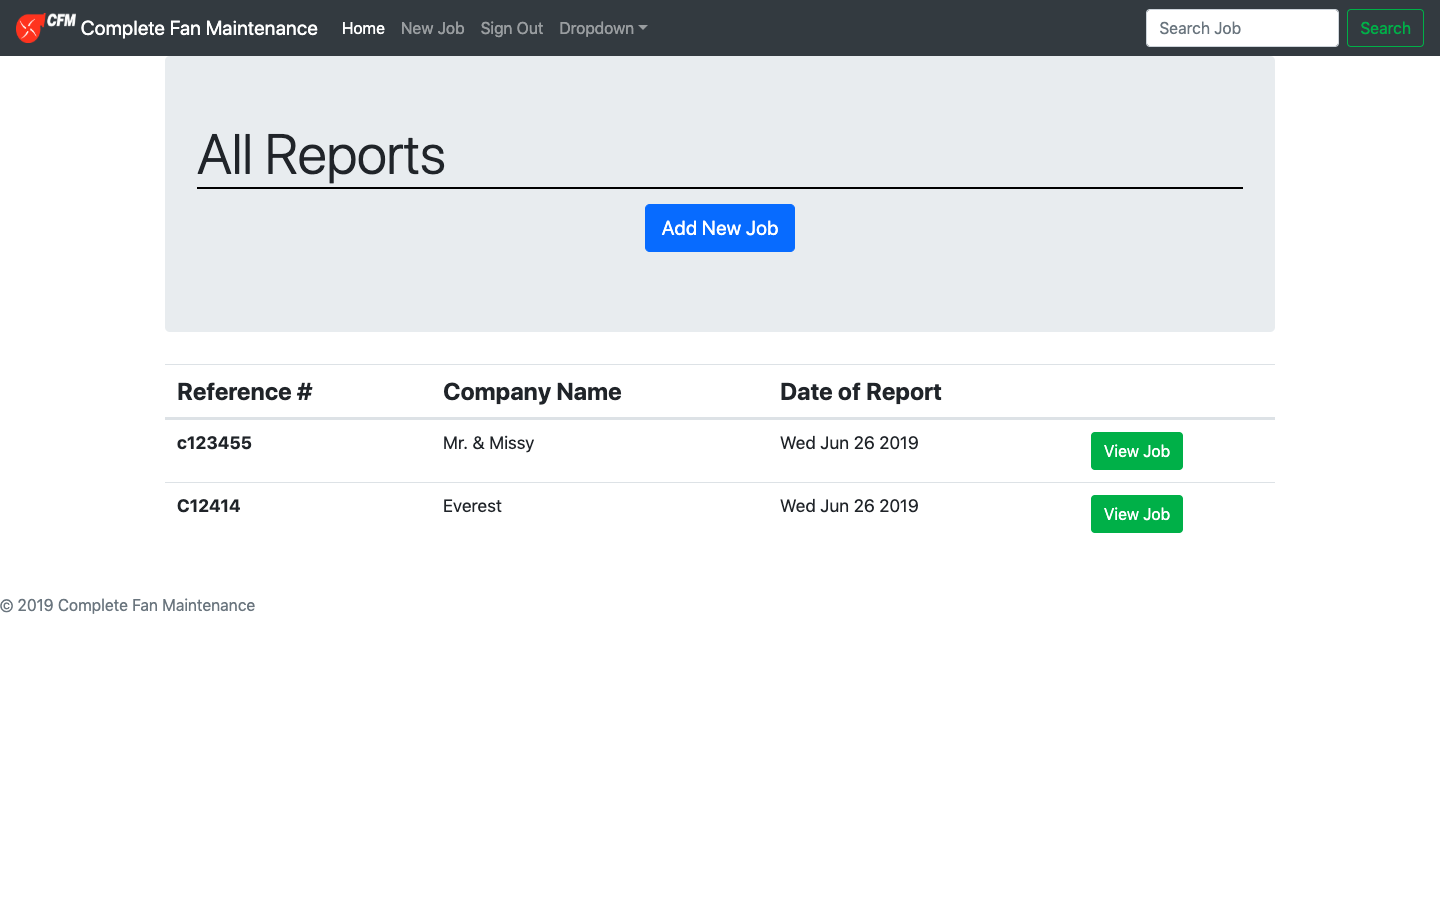 CFM Complete Fan Maintenance Home New Job Sign Out Dropdown Search Job Search
All Reports
Add New Job
Reference # Company Name Date of Report
c123455 Mr. & Missy Wed Jun 26 2019 View Job
C12414 Everest Wed Jun 26 2019 View Job
© 2019 Complete Fan Maintenance